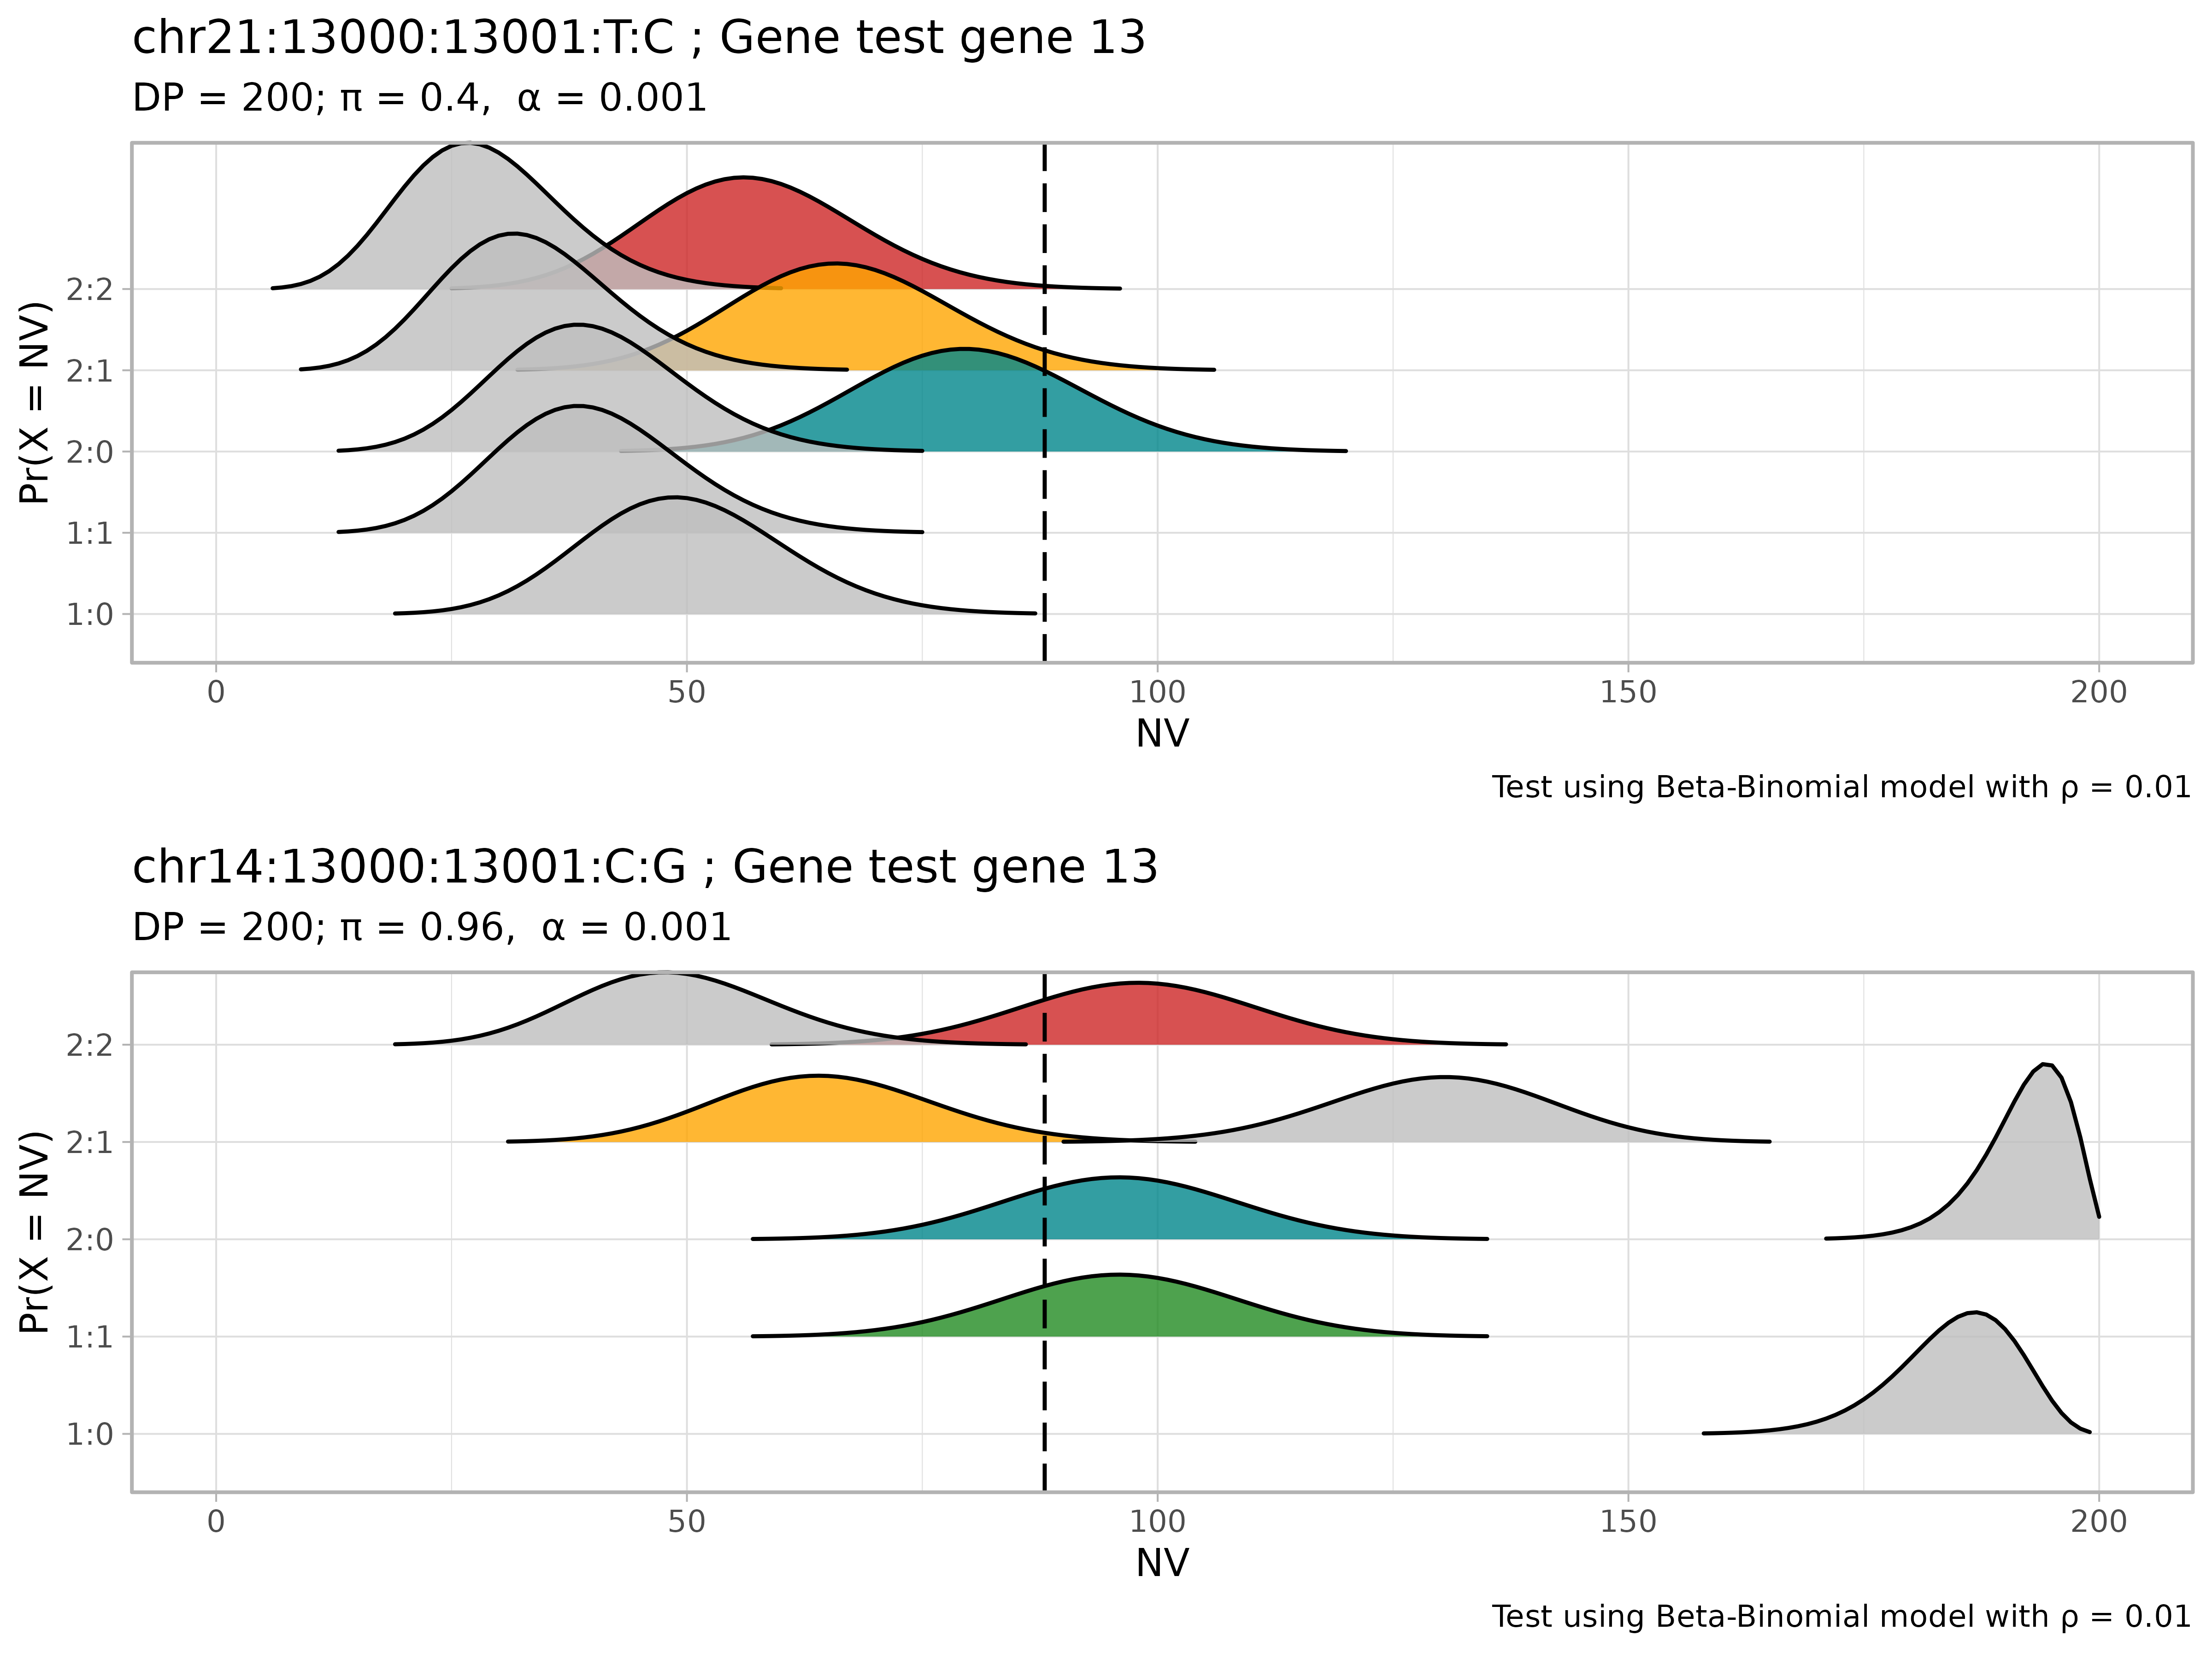 chr21:13000:13001:T:C ; Gene test gene 13
DP = 200; π = 0.4,  α = 0.001
Pr(X = NV)
2:2
2:1
2:0
1:1
1:0
0 50 100 150 200
NV
Test using Beta-Binomial model with ρ = 0.01
chr14:13000:13001:C:G ; Gene test gene 13
DP = 200; π = 0.96,  α = 0.001
Pr(X = NV)
2:2
2:1
2:0
1:1
1:0
0 50 100 150 200
NV
Test using Beta-Binomial model with ρ = 0.01